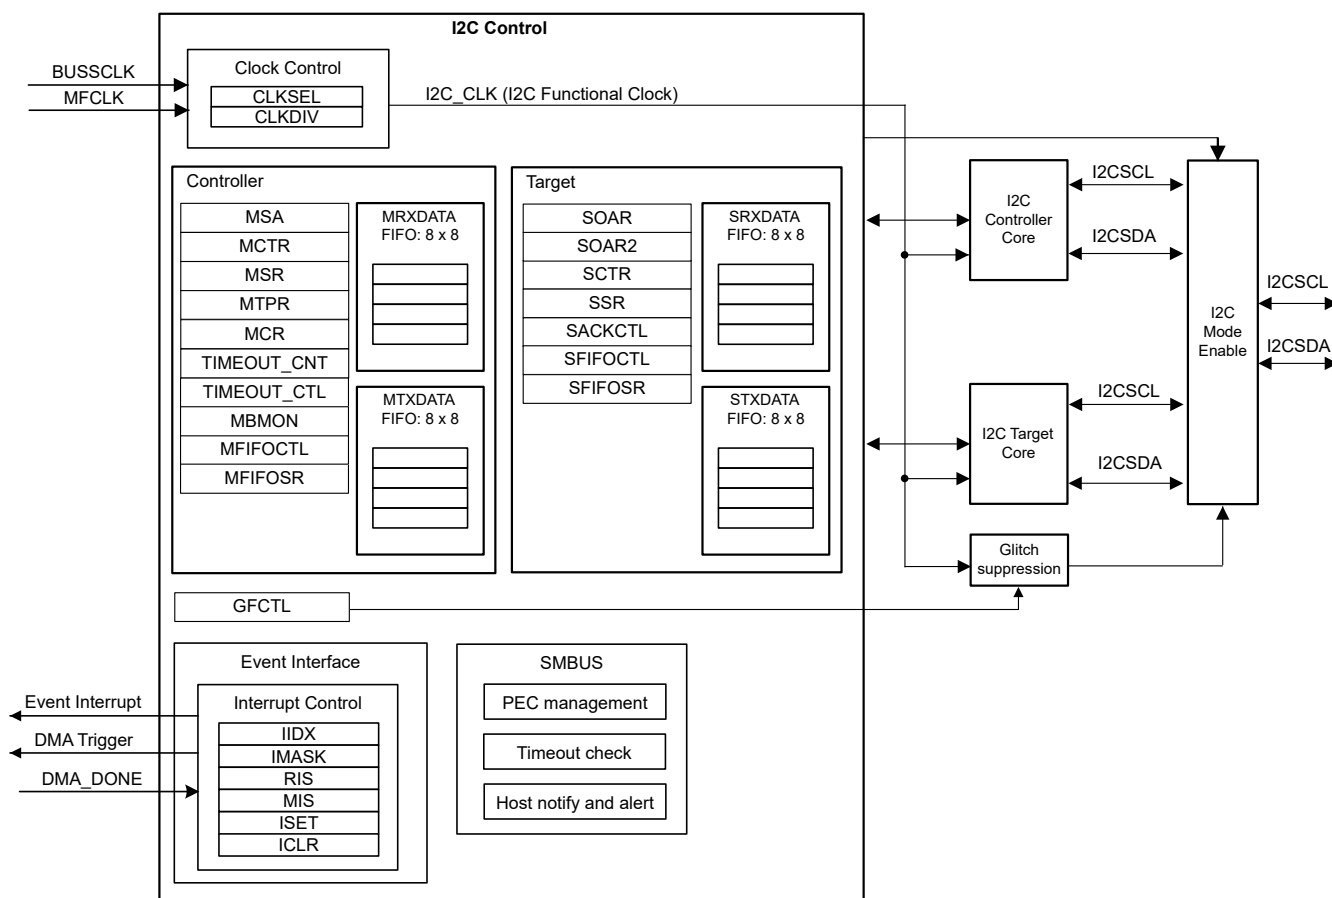 I2C Control
BUSSCLK
MFCLK
Clock Control
CLKSEL
CLKDIV
I2C_CLK (I2C Functional Clock)
Controller
MSA
MCTR
MSR
MTPR
MCR
TIMEOUT_CNT
TIMEOUT_CTL
MBMON
MFIFOCTL
MFIFOSR
MRXDATA
FIFO: 8 x 8
MTXDATA
FIFO: 8 x 8
Target
SOAR
SOAR2
SCTR
SSR
SACKCTL
SFIFOCTL
SFIFOSR
SRXDATA
FIFO: 8 x 8
STXDATA
FIFO: 8 x 8
I2C
Controller
Core
I2CSCL
I2CSDA
I2C Target
Core
I2CSCL
I2CSDA
I2C
Mode
Enable
I2CSCL
I2CSDA
Glitch
suppression
GFCTL
Event Interface
Interrupt Control
IIDX
IMASK
RIS
MIS
ISET
ICLR
Event Interrupt
DMA Trigger
DMA_DONE
SMBUS
PEC management
Timeout check
Host notify and alert